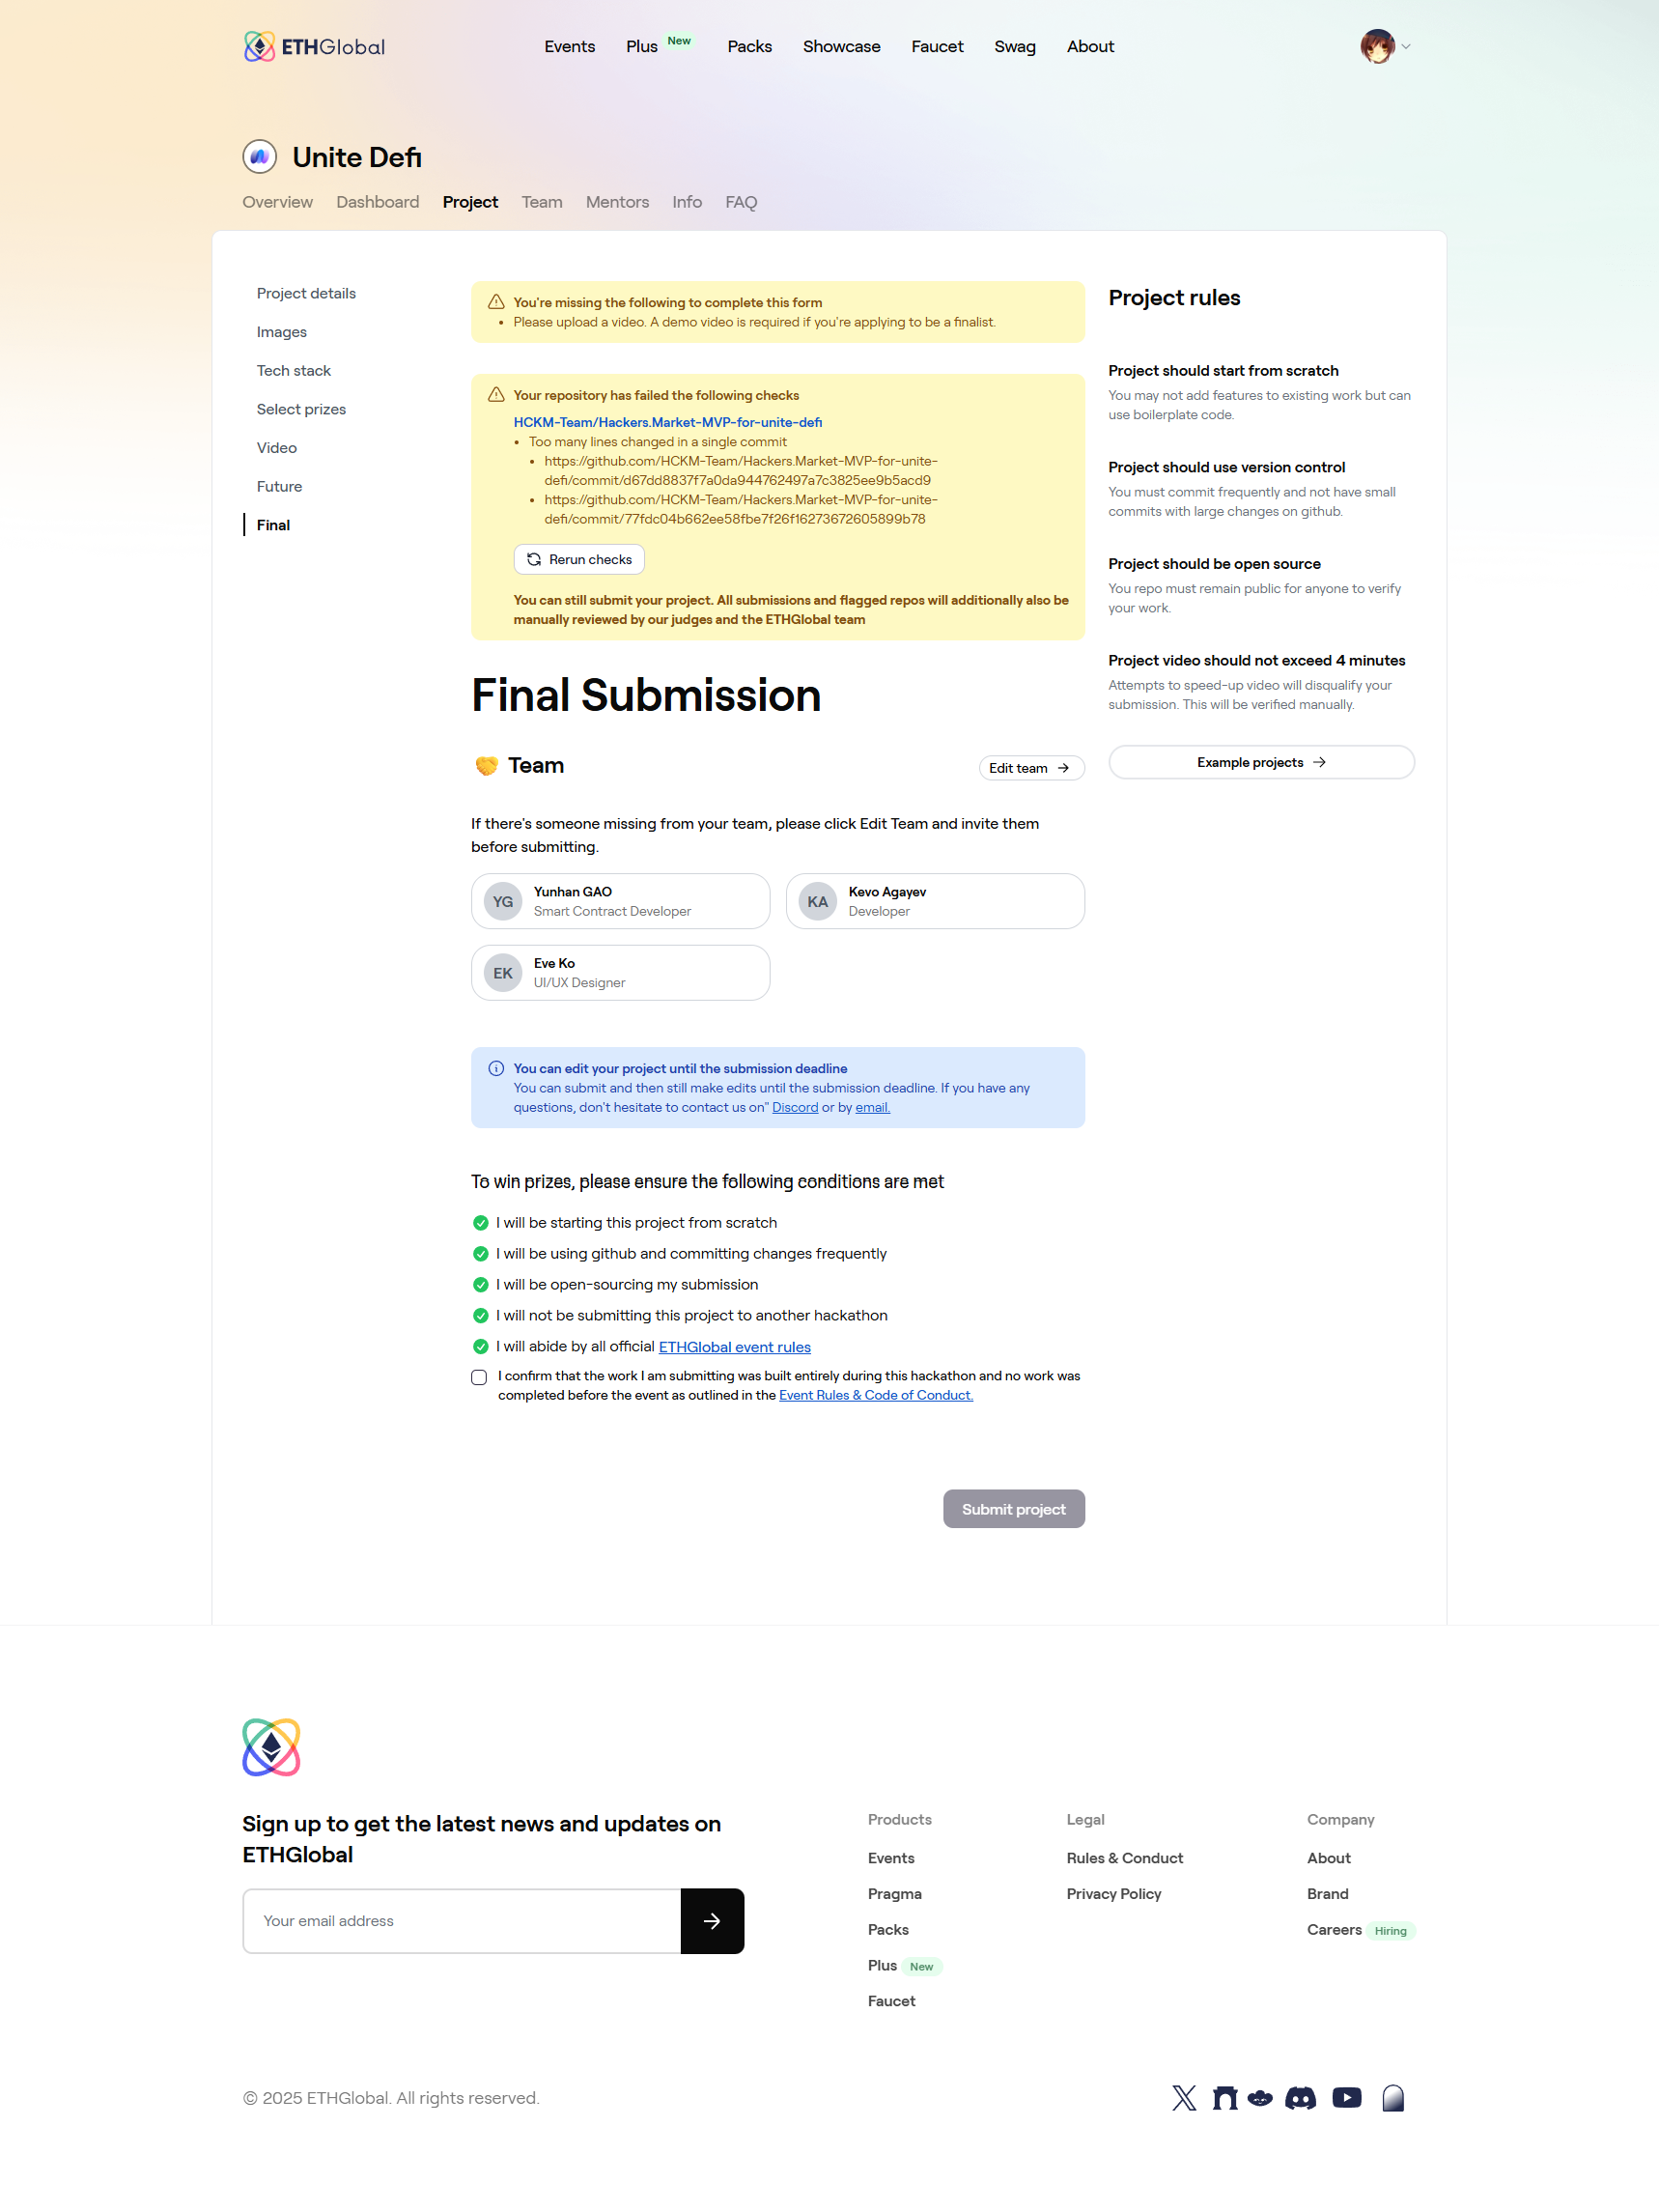 ETHGlobal
Events
Plus New
Packs
Showcase
Faucet
Swag
About
Unite Defi
Overview
Dashboard
Project
Team
Mentors
Info
FAQ
Project details
Images
Tech stack
Select prizes
Video
Future
Final
You're missing the following to complete this form
• Please upload a video. A demo video is required if you're applying to be a finalist.
Your repository has failed the following checks
HCKM-Team/Hackers.Market-MVP-for-unite-defi
• Too many lines changed in a single commit
• https://github.com/HCKM-Team/Hackers.Market-MVP-for-unite-
defi/commit/d67dd8837f7a0da944762497a7c3825ee9b5acd9
• https://github.com/HCKM-Team/Hackers.Market-MVP-for-unite-
defi/commit/77fdc04b662ee58fbe7f26f16273672605899b78
Rerun checks
You can still submit your project. All submissions and flagged repos will additionally also be
manually reviewed by our judges and the ETHGlobal team
Final Submission
Team
Edit team
If there's someone missing from your team, please click Edit Team and invite them
before submitting.
YG
Yunhan GAO
Smart Contract Developer
KA
Kevo Agayev
Developer
EK
Eve Ko
UI/UX Designer
You can edit your project until the submission deadline
You can submit and then still make edits until the submission deadline. If you have any
questions, don't hesitate to contact us on" Discord or by email.
To win prizes, please ensure the following conditions are met
I will be starting this project from scratch
I will be using github and committing changes frequently
I will be open-sourcing my submission
I will not be submitting this project to another hackathon
I will abide by all official ETHGlobal event rules
I confirm that the work I am submitting was built entirely during this hackathon and no work was
completed before the event as outlined in the Event Rules & Code of Conduct.
Submit project
Project rules
Project should start from scratch
You may not add features to existing work but can
use boilerplate code.
Project should use version control
You must commit frequently and not have small
commits with large changes on github.
Project should be open source
You repo must remain public for anyone to verify
your work.
Project video should not exceed 4 minutes
Attempts to speed-up video will disqualify your
submission. This will be verified manually.
Example projects
Sign up to get the latest news and updates on
ETHGlobal
Your email address
Products
Events
Pragma
Packs
Plus New
Faucet
Legal
Rules & Conduct
Privacy Policy
Company
About
Brand
Careers Hiring
© 2025 ETHGlobal. All rights reserved.